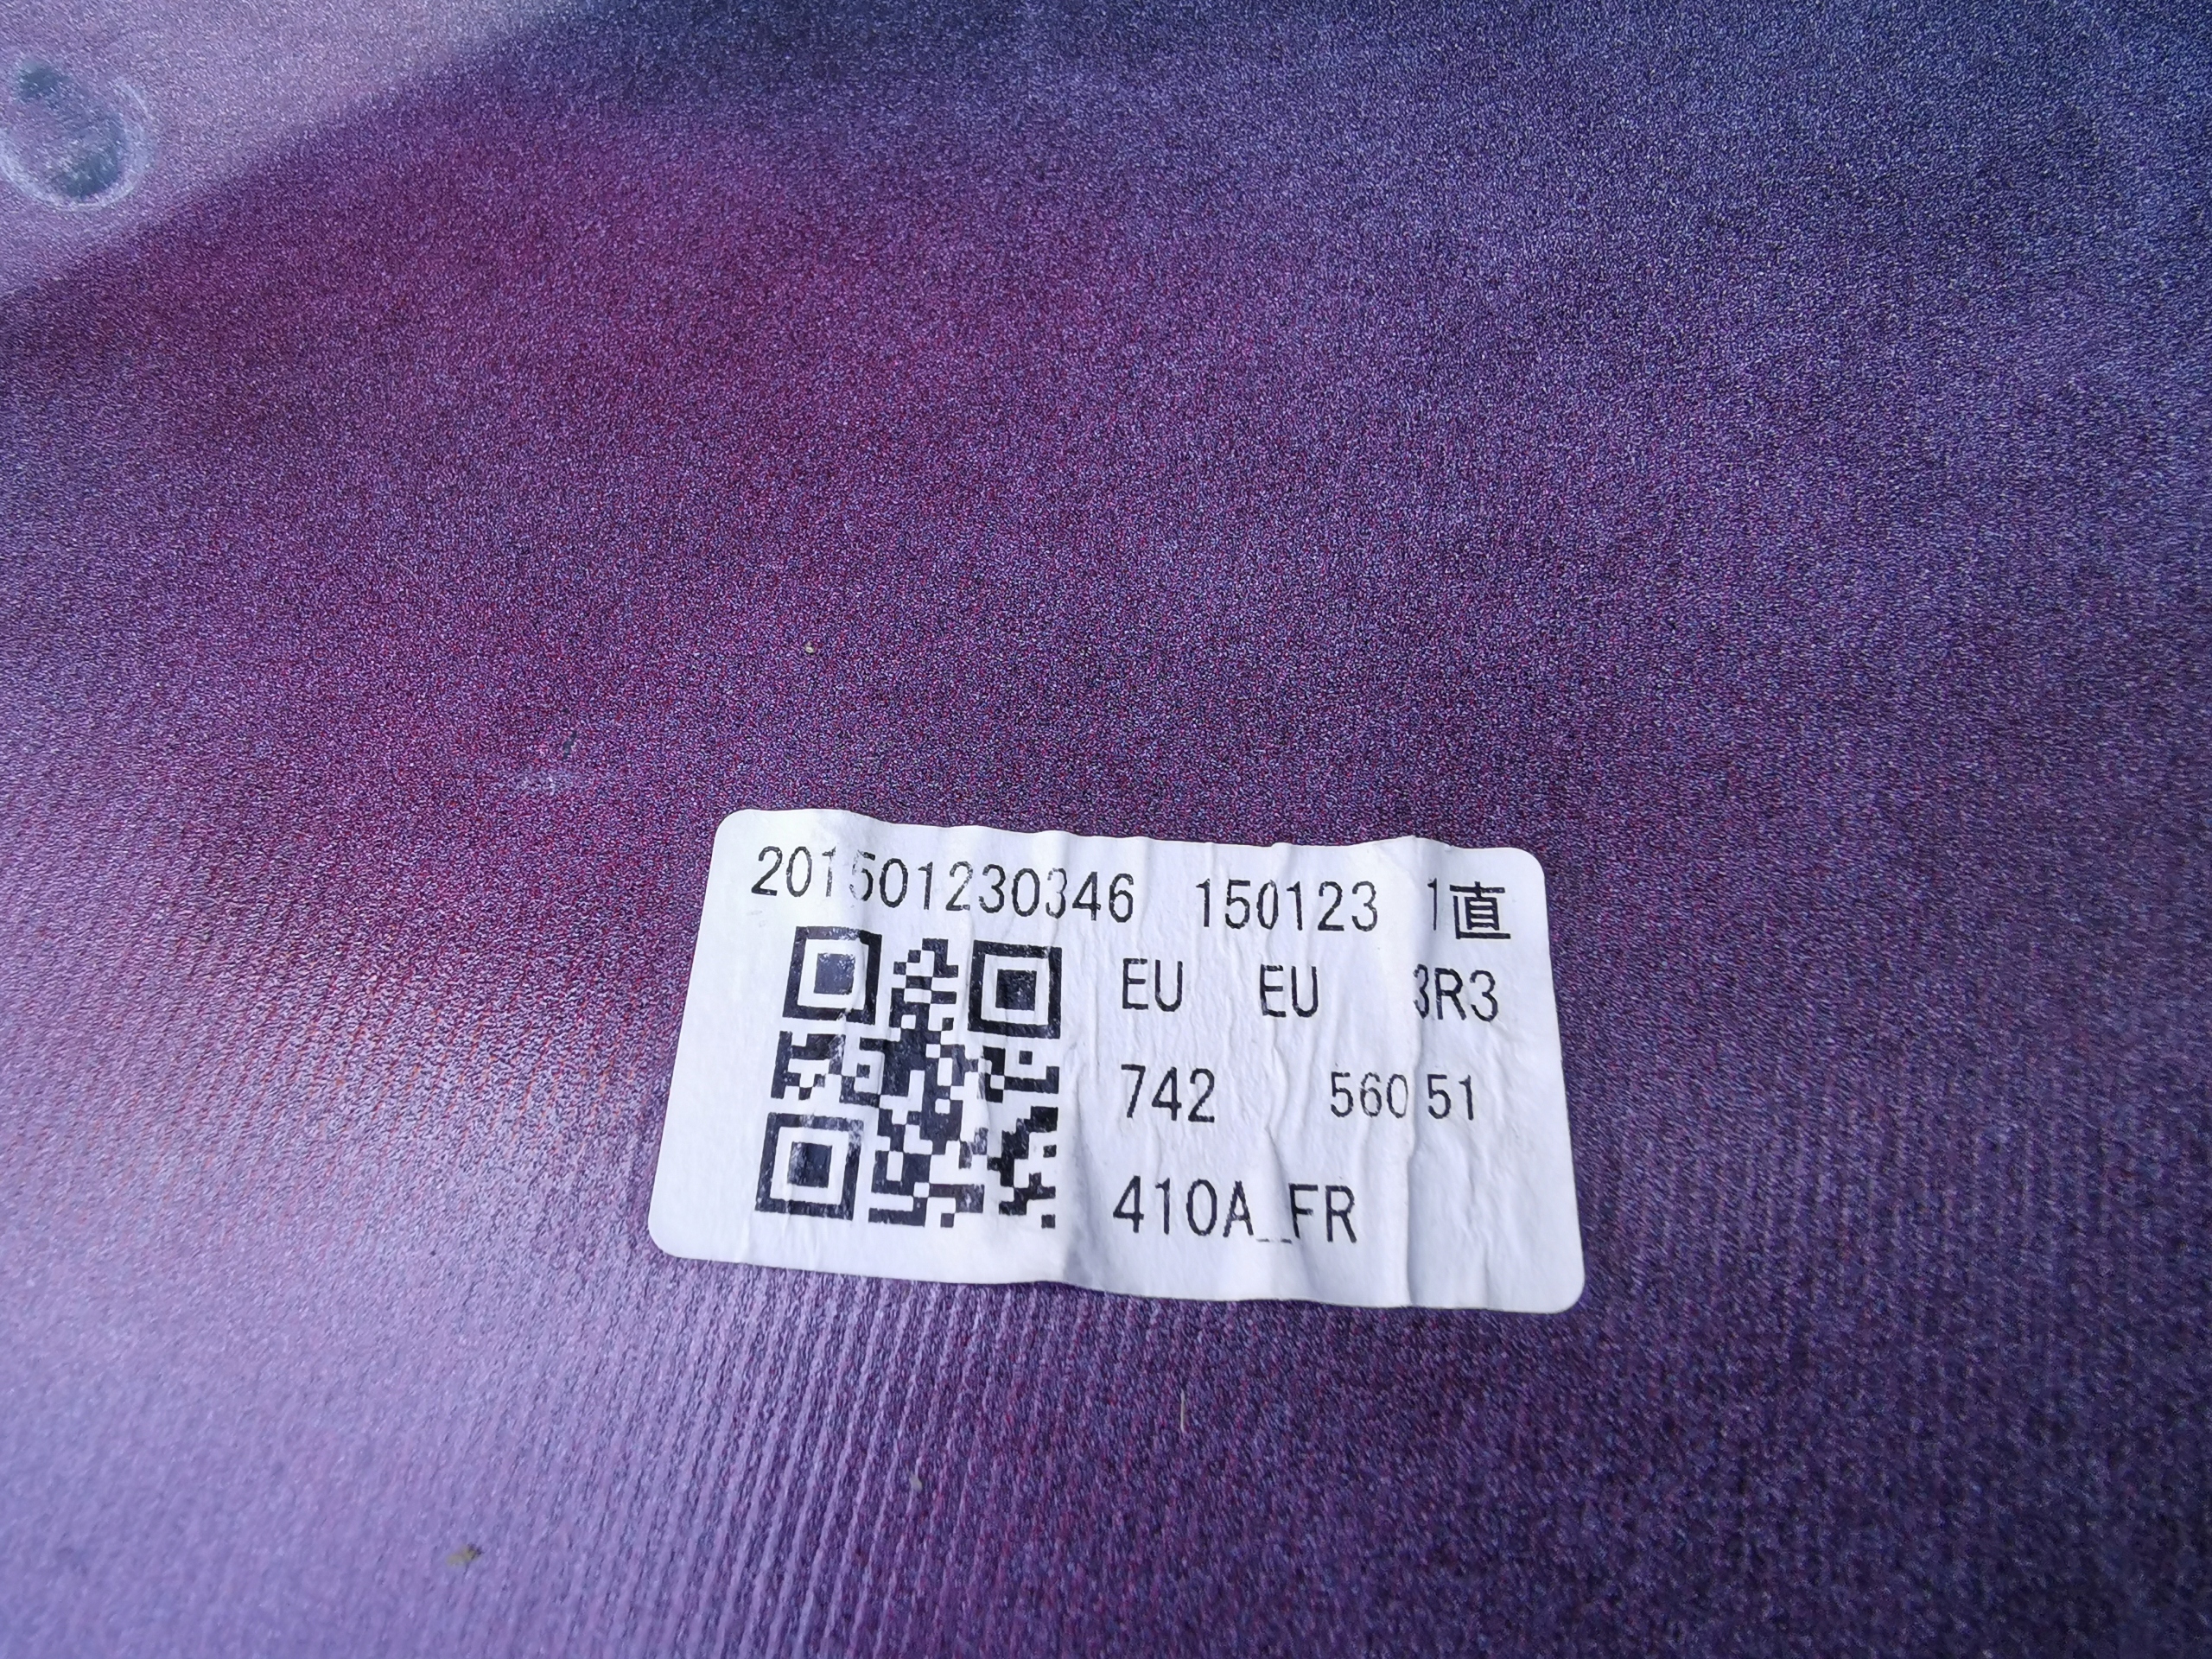 201501230346 150123 1直
EU EU 3R3
742 560 51
410A_FR